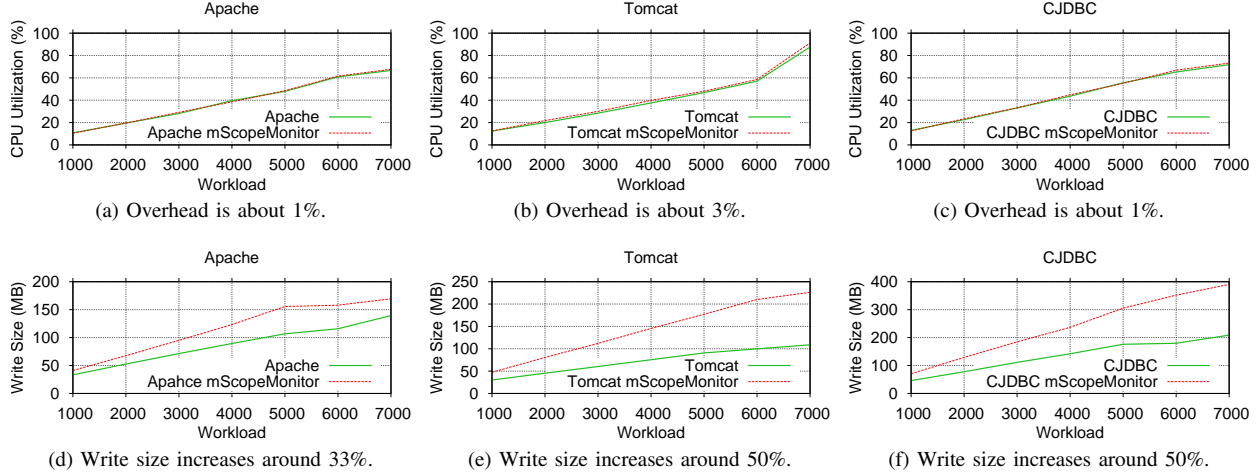 Apache
CPU Utilization (%)
100
80
60
40
20
0
Apache
Apache mScopeMonitor
1000 2000 3000 4000 5000 6000 7000
Workload
(a) Overhead is about 1%.
Tomcat
CPU Utilization (%)
100
80
60
40
20
0
Tomcat
Tomcat mScopeMonitor
1000 2000 3000 4000 5000 6000 7000
Workload
(b) Overhead is about 3%.
CJDBC
CPU Utilization (%)
100
80
60
40
20
0
CJDBC
CJDBC mScopeMonitor
1000 2000 3000 4000 5000 6000 7000
Workload
(c) Overhead is about 1%.
Apache
Write Size (MB)
200
150
100
50
0
Apache
Apahce mScopeMonitor
1000 2000 3000 4000 5000 6000 7000
Workload
(d) Write size increases around 33%.
Tomcat
Write Size (MB)
250
200
150
100
50
0
Tomcat
Tomcat mScopeMonitor
1000 2000 3000 4000 5000 6000 7000
Workload
(e) Write size increases around 50%.
CJDBC
Write Size (MB)
400
300
200
100
0
CJDBC
CJDBC mScopeMonitor
1000 2000 3000 4000 5000 6000 7000
Workload
(f) Write size increases around 50%.